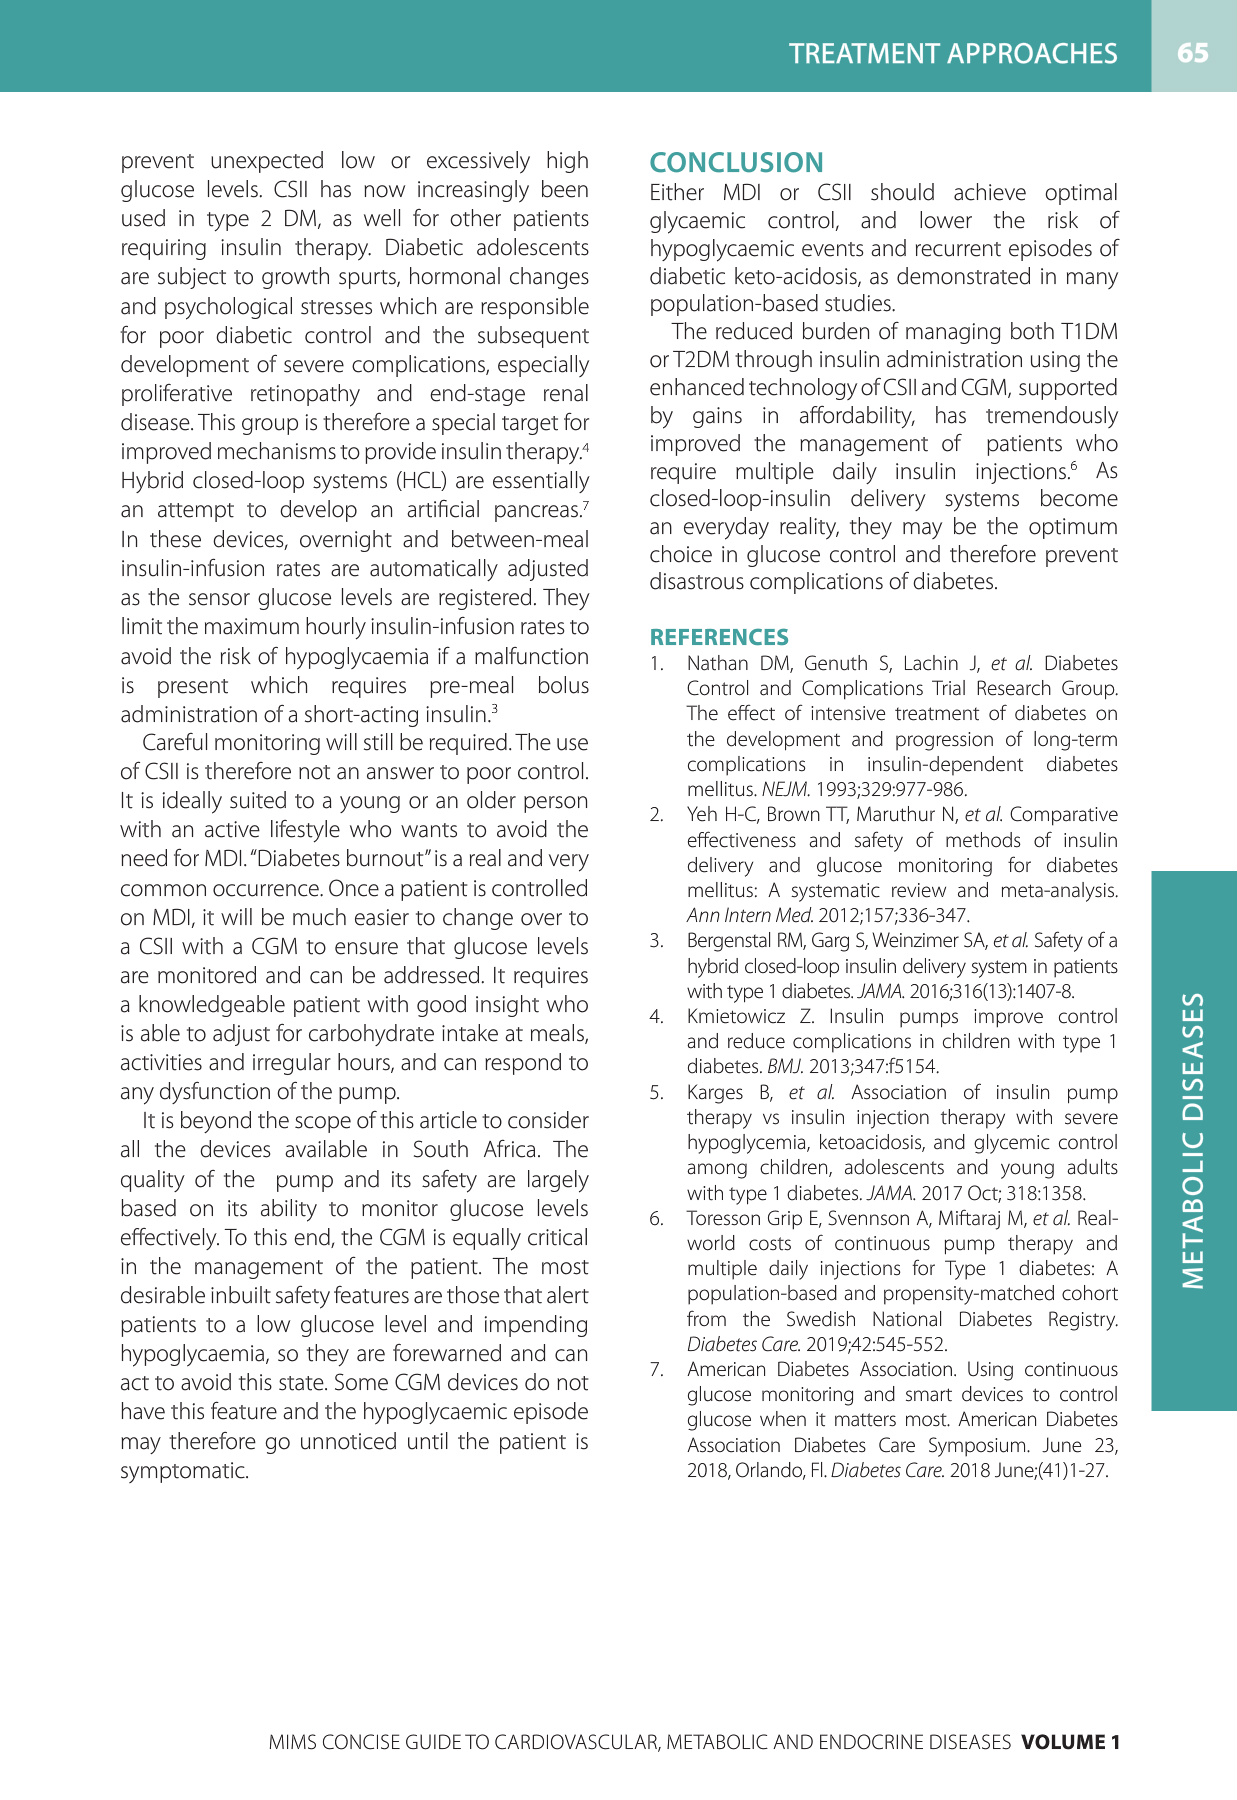 TREATMENT APPROACHES 65
prevent unexpected low or excessively high
glucose levels. CSII has now increasingly been
used in type 2 DM, as well for other patients
requiring insulin therapy. Diabetic adolescents
are subject to growth spurts, hormonal changes
and psychological stresses which are responsible
for poor diabetic control and the subsequent
development of severe complications, especially
proliferative retinopathy and end-stage renal
disease. This group is therefore a special target for
improved mechanisms to provide insulin therapy.4
Hybrid closed-loop systems (HCL) are essentially
an attempt to develop an artificial pancreas.7
In these devices, overnight and between-meal
insulin-infusion rates are automatically adjusted
as the sensor glucose levels are registered. They
limit the maximum hourly insulin-infusion rates to
avoid the risk of hypoglycaemia if a malfunction
is present which requires pre-meal bolus
administration of a short-acting insulin.3
Careful monitoring will still be required. The use
of CSII is therefore not an answer to poor control.
It is ideally suited to a young or an older person
with an active lifestyle who wants to avoid the
need for MDI. “Diabetes burnout” is a real and very
common occurrence. Once a patient is controlled
on MDI, it will be much easier to change over to
a CSII with a CGM to ensure that glucose levels
are monitored and can be addressed. It requires
a knowledgeable patient with good insight who
is able to adjust for carbohydrate intake at meals,
activities and irregular hours, and can respond to
any dysfunction of the pump.
It is beyond the scope of this article to consider
all the devices available in South Africa. The
quality of the pump and its safety are largely
based on its ability to monitor glucose levels
effectively. To this end, the CGM is equally critical
in the management of the patient. The most
desirable inbuilt safety features are those that alert
patients to a low glucose level and impending
hypoglycaemia, so they are forewarned and can
act to avoid this state. Some CGM devices do not
have this feature and the hypoglycaemic episode
may therefore go unnoticed until the patient is
symptomatic.
CONCLUSION
Either MDI or CSII should achieve optimal
glycaemic control, and lower the risk of
hypoglycaemic events and recurrent episodes of
diabetic keto-acidosis, as demonstrated in many
population-based studies.
The reduced burden of managing both T1DM
or T2DM through insulin administration using the
enhanced technology of CSII and CGM, supported
by gains in affordability, has tremendously
improved the management of patients who
require multiple daily insulin injections.6 As
closed-loop-insulin delivery systems become
an everyday reality, they may be the optimum
choice in glucose control and therefore prevent
disastrous complications of diabetes.
REFERENCES
1. Nathan DM, Genuth S, Lachin J, et al. Diabetes
Control and Complications Trial Research Group.
The effect of intensive treatment of diabetes on
the development and progression of long-term
complications in insulin-dependent diabetes
mellitus. NEJM. 1993;329:977-986.
2. Yeh H-C, Brown TT, Maruthur N, et al. Comparative
effectiveness and safety of methods of insulin
delivery and glucose monitoring for diabetes
mellitus: A systematic review and meta-analysis.
Ann Intern Med. 2012;157;336-347.
3. Bergenstal RM, Garg S, Weinzimer SA, et al. Safety of a
hybrid closed-loop insulin delivery system in patients
with type 1 diabetes. JAMA. 2016;316(13):1407-8.
4. Kmietowicz Z. Insulin pumps improve control
and reduce complications in children with type 1
diabetes. BMJ. 2013;347:f5154.
5. Karges B, et al. Association of insulin pump
therapy vs insulin injection therapy with severe
hypoglycemia, ketoacidosis, and glycemic control
among children, adolescents and young adults
with type 1 diabetes. JAMA. 2017 Oct; 318:1358.
6. Toresson Grip E, Svennson A, Miftaraj M, et al. Real-
world costs of continuous pump therapy and
multiple daily injections for Type 1 diabetes: A
population-based and propensity-matched cohort
from the Swedish National Diabetes Registry.
Diabetes Care. 2019;42:545-552.
7. American Diabetes Association. Using continuous
glucose monitoring and smart devices to control
glucose when it matters most. American Diabetes
Association Diabetes Care Symposium. June 23,
2018, Orlando, Fl. Diabetes Care. 2018 June;(41)1-27.
METABOLIC DISEASES
MIMS CONCISE GUIDE TO CARDIOVASCULAR, METABOLIC AND ENDOCRINE DISEASES VOLUME 1